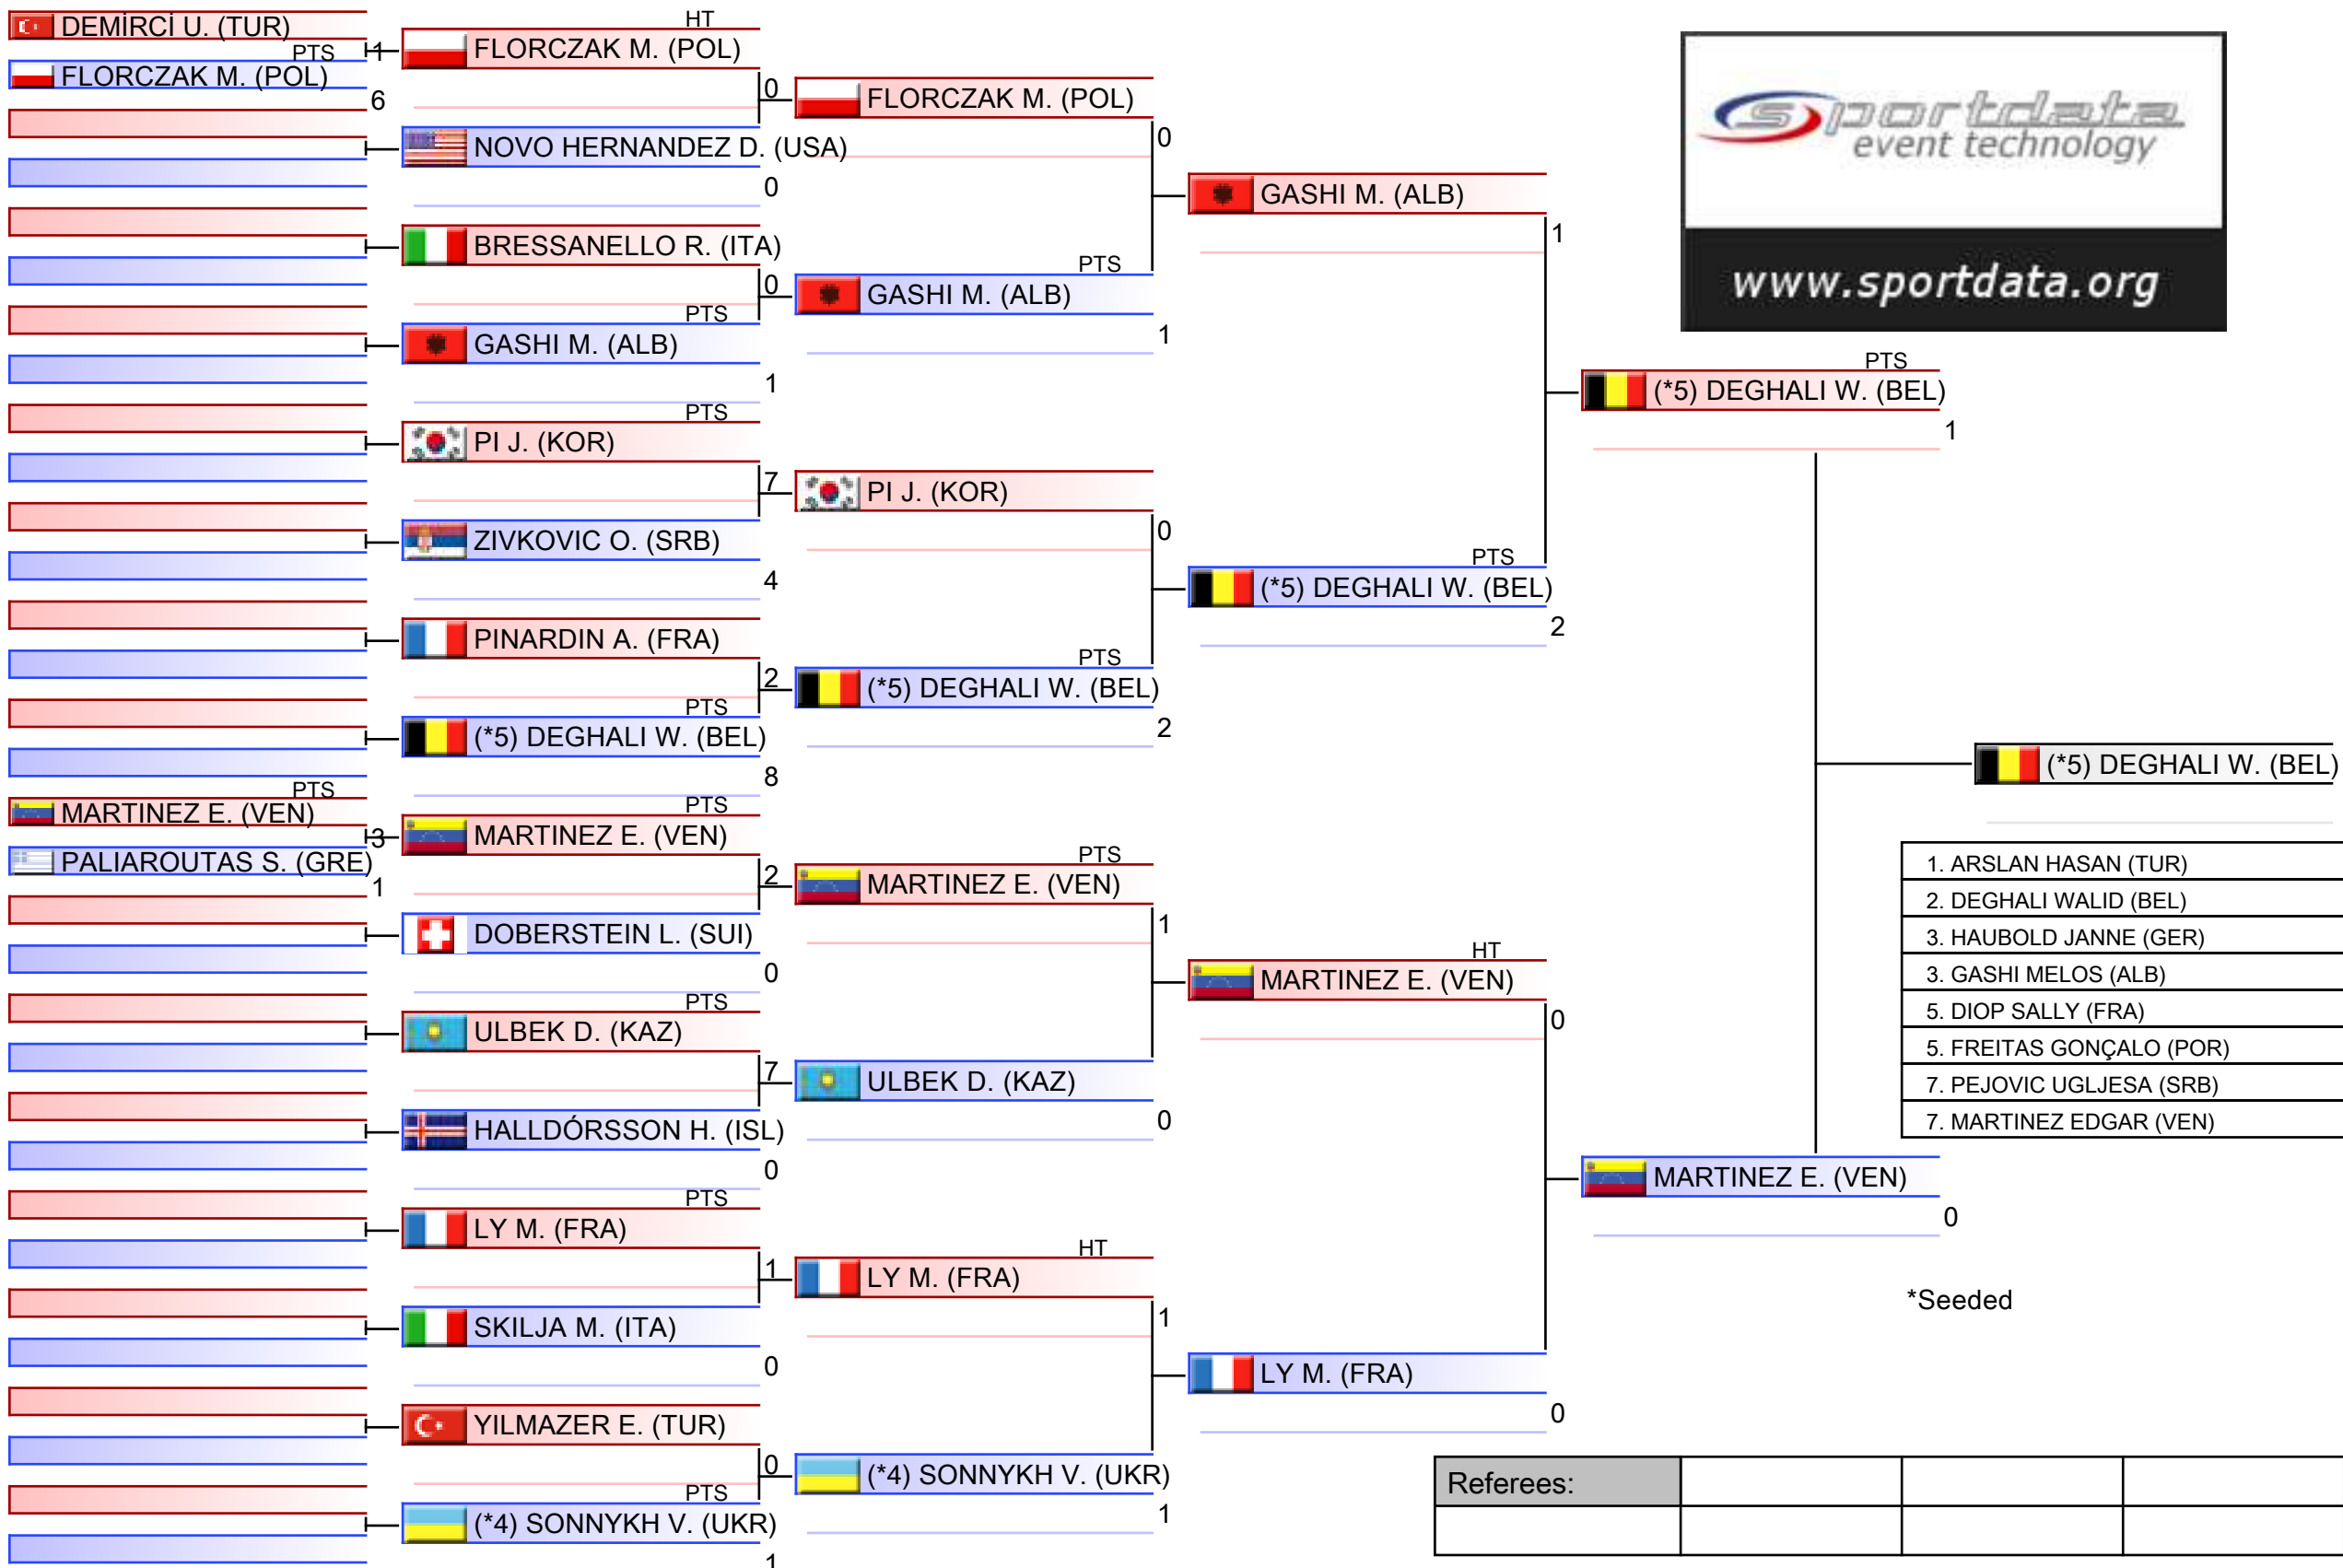 DEMİRCİ U. (TUR)
PTS
1
FLORCZAK M. (POL)
6
MARTINEZ E. (VEN)
PTS
3
PALIAROUTAS S. (GRE)
1
HT
FLORCZAK M. (POL)
0
NOVO HERNANDEZ D. (USA)
0
BRESSANELLO R. (ITA)
0
PTS
GASHI M. (ALB)
1
PTS
PI J. (KOR)
7
ZIVKOVIC O. (SRB)
4
PINARDIN A. (FRA)
2
PTS
(*5) DEGHALI W. (BEL)
8
PTS
MARTINEZ E. (VEN)
2
DOBERSTEIN L. (SUI)
0
PTS
ULBEK D. (KAZ)
7
HALLDÓRSSON H. (ISL)
0
PTS
LY M. (FRA)
1
SKILJA M. (ITA)
0
YILMAZER E. (TUR)
0
PTS
(*4) SONNYKH V. (UKR)
1
FLORCZAK M. (POL)
0
PTS
GASHI M. (ALB)
1
PI J. (KOR)
0
PTS
(*5) DEGHALI W. (BEL)
2
PTS
MARTINEZ E. (VEN)
1
ULBEK D. (KAZ)
0
HT
LY M. (FRA)
1
(*4) SONNYKH V. (UKR)
1
GASHI M. (ALB)
1
PTS
(*5) DEGHALI W. (BEL)
2
HT
MARTINEZ E. (VEN)
0
LY M. (FRA)
0
sportdata
event technology
www.sportdata.org
PTS
(*5) DEGHALI W. (BEL)
1
MARTINEZ E. (VEN)
0
(*5) DEGHALI W. (BEL)
1. ARSLAN HASAN (TUR)
2. DEGHALI WALID (BEL)
3. HAUBOLD JANNE (GER)
3. GASHI MELOS (ALB)
5. DIOP SALLY (FRA)
5. FREITAS GONÇALO (POR)
7. PEJOVIC UGLJESA (SRB)
7. MARTINEZ EDGAR (VEN)
*Seeded
Referees: